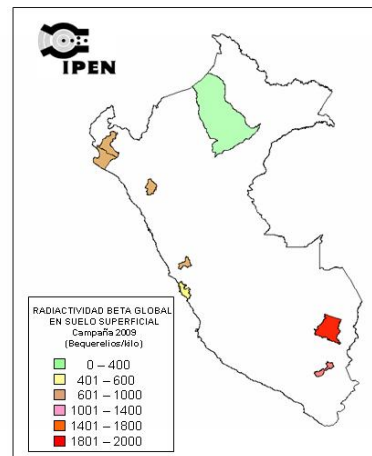 IPEN
RADIACTIVIDAD BETA GLOBAL
EN SUELO SUPERFICIAL
Campaña 2009
(Bequerelios/kilo)
0 – 400
401 – 600
601 – 1000
1001 – 1400
1401 – 1800
1801 – 2000